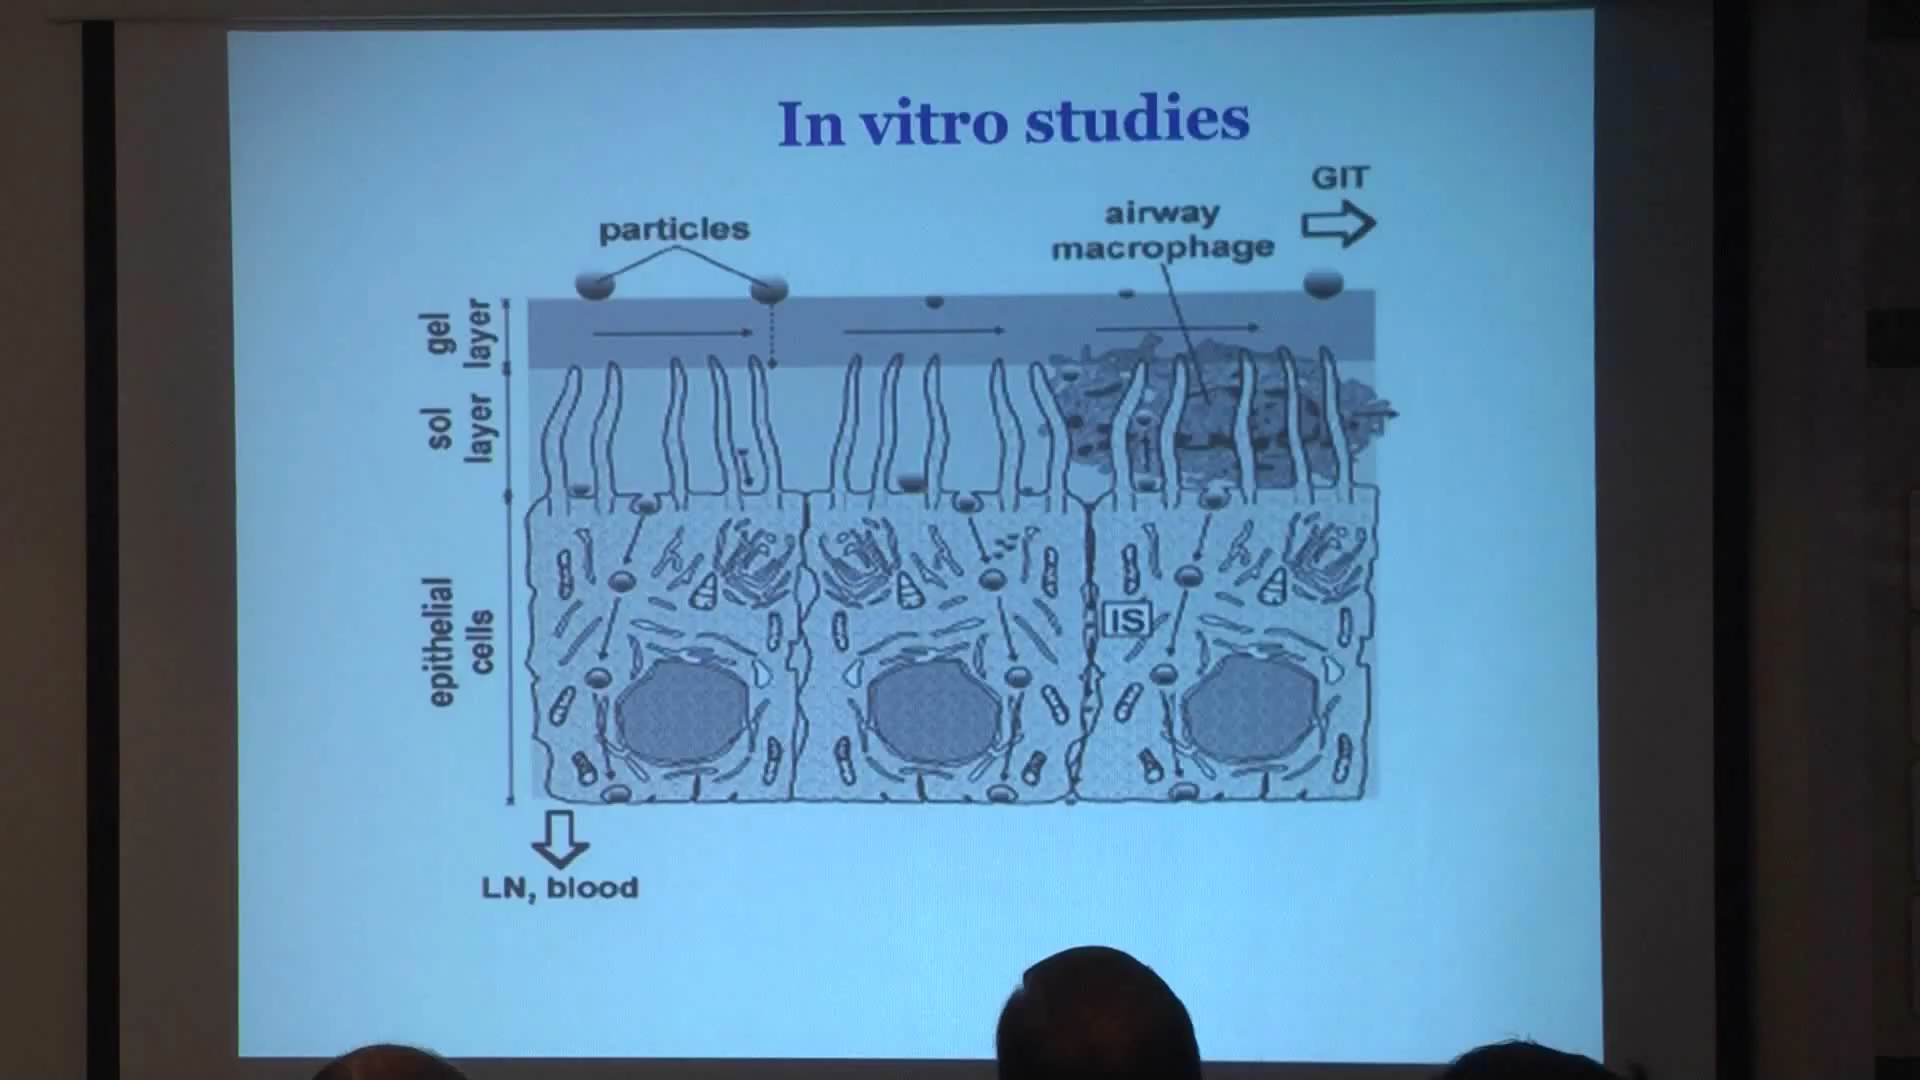 In vitro studies
GIT
particles
airway
macrophage
gel
layer
sol
layer
epithelial
cells
IS
LN, blood